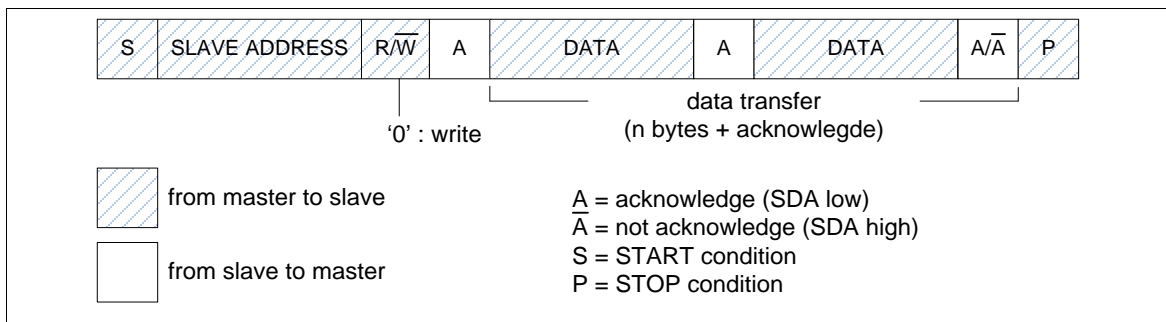 S SLAVE ADDRESS R/W̅ A DATA A DATA A/A̅ P
data transfer
(n bytes + acknowlegde)
‘0’ : write
from master to slave
from slave to master
A = acknowledge (SDA low)
A̅ = not acknowledge (SDA high)
S = START condition
P = STOP condition